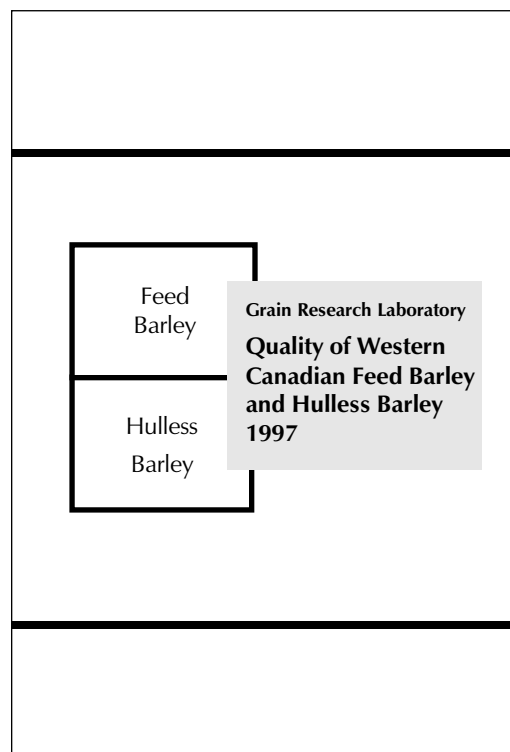 Feed
Barley
Hulless
Barley
Grain Research Laboratory
Quality of Western
Canadian Feed Barley
and Hulless Barley
1997